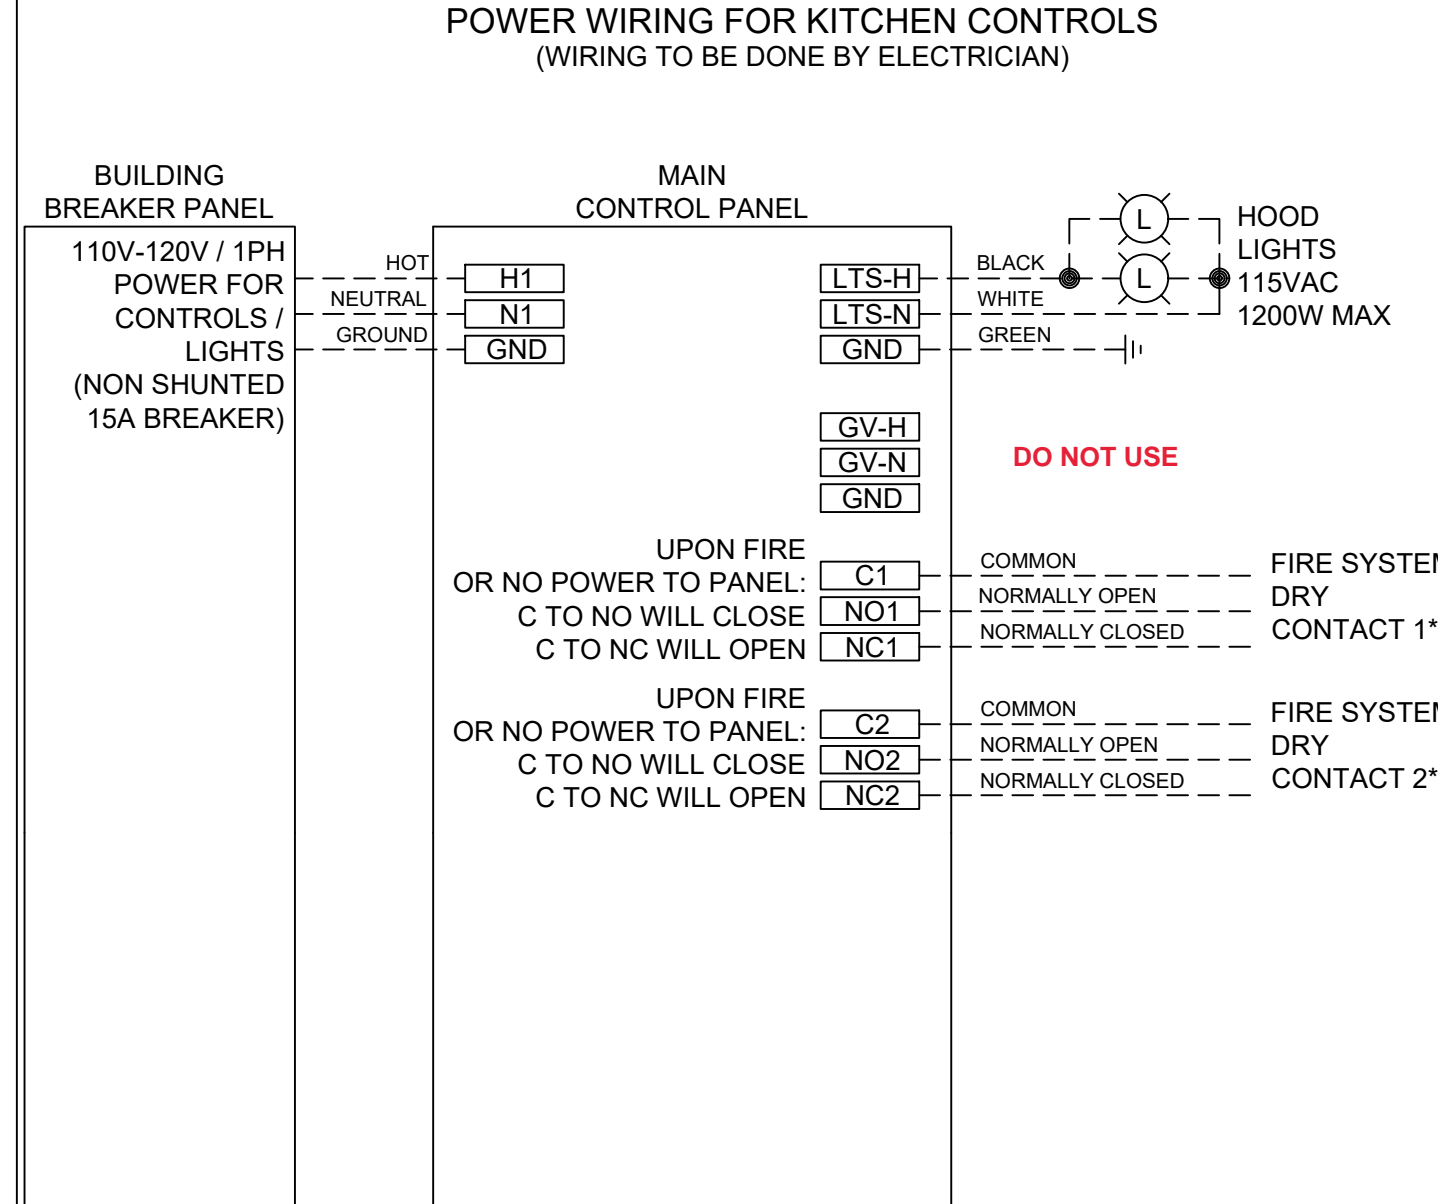 POWER WIRING FOR KITCHEN CONTROLS
(WIRING TO BE DONE BY ELECTRICIAN)
BUILDING
BREAKER PANEL
110V-120V / 1PH
POWER FOR
CONTROLS /
LIGHTS
(NON SHUNTED
15A BREAKER)
HOT
NEUTRAL
GROUND
MAIN
CONTROL PANEL
H1
N1
GND
LTS-H
LTS-N
GND
BLACK
WHITE
GREEN
L
L
HOOD
LIGHTS
115VAC
1200W MAX
GV-H
GV-N
GND
DO NOT USE
UPON FIRE
OR NO POWER TO PANEL:
C TO NO WILL CLOSE
C TO NC WILL OPEN
C1
NO1
NC1
COMMON
NORMALLY OPEN
NORMALLY CLOSED
FIRE SYSTEM
DRY
CONTACT 1*
UPON FIRE
OR NO POWER TO PANEL:
C TO NO WILL CLOSE
C TO NC WILL OPEN
C2
NO2
NC2
COMMON
NORMALLY OPEN
NORMALLY CLOSED
FIRE SYSTEM
DRY
CONTACT 2*